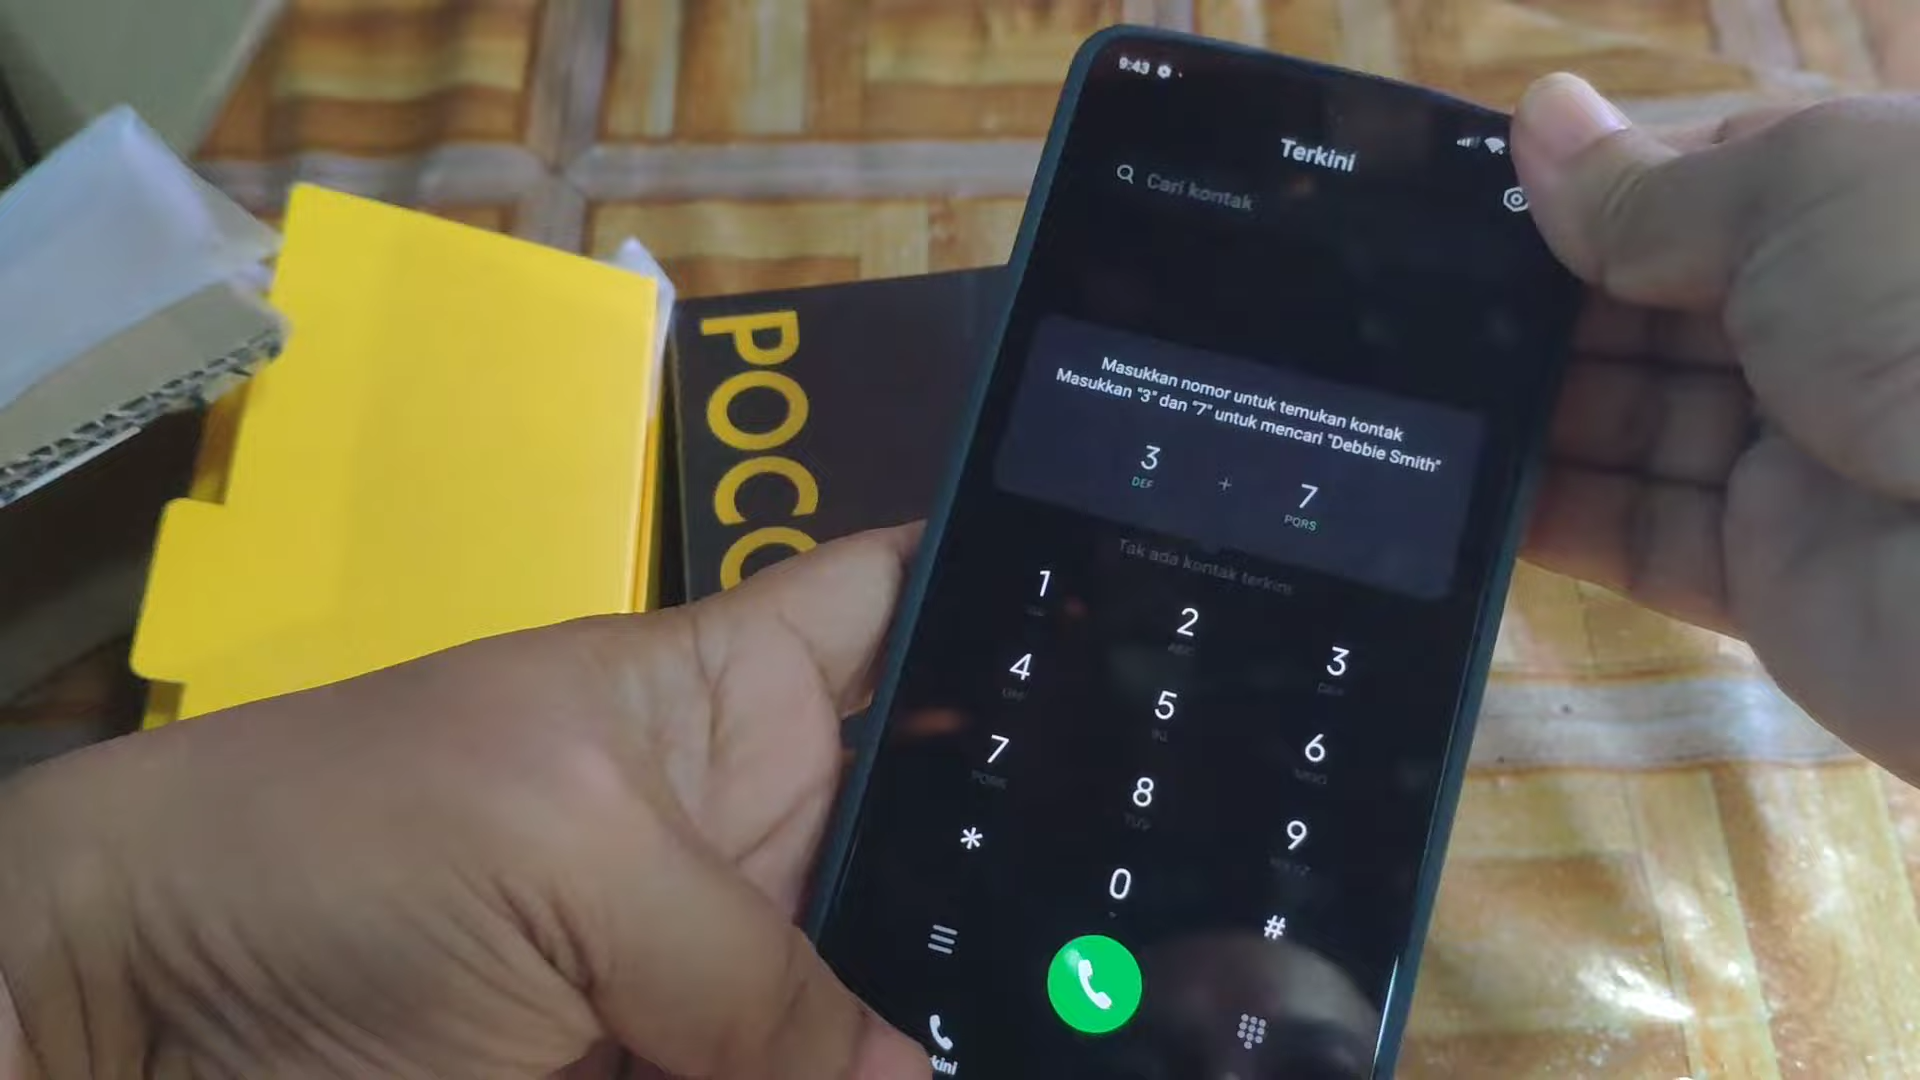 9:43
Terkini
Cari kontak
POCO
Masukkan nomor untuk temukan kontak
Masukkan "3" dan "7" untuk mencari "Debbie Smith"
3 + 7
DEF PQRS
Tak ada kontak terkini
1 2 3
ABC
4 5 6
7 8 9
* 0 #